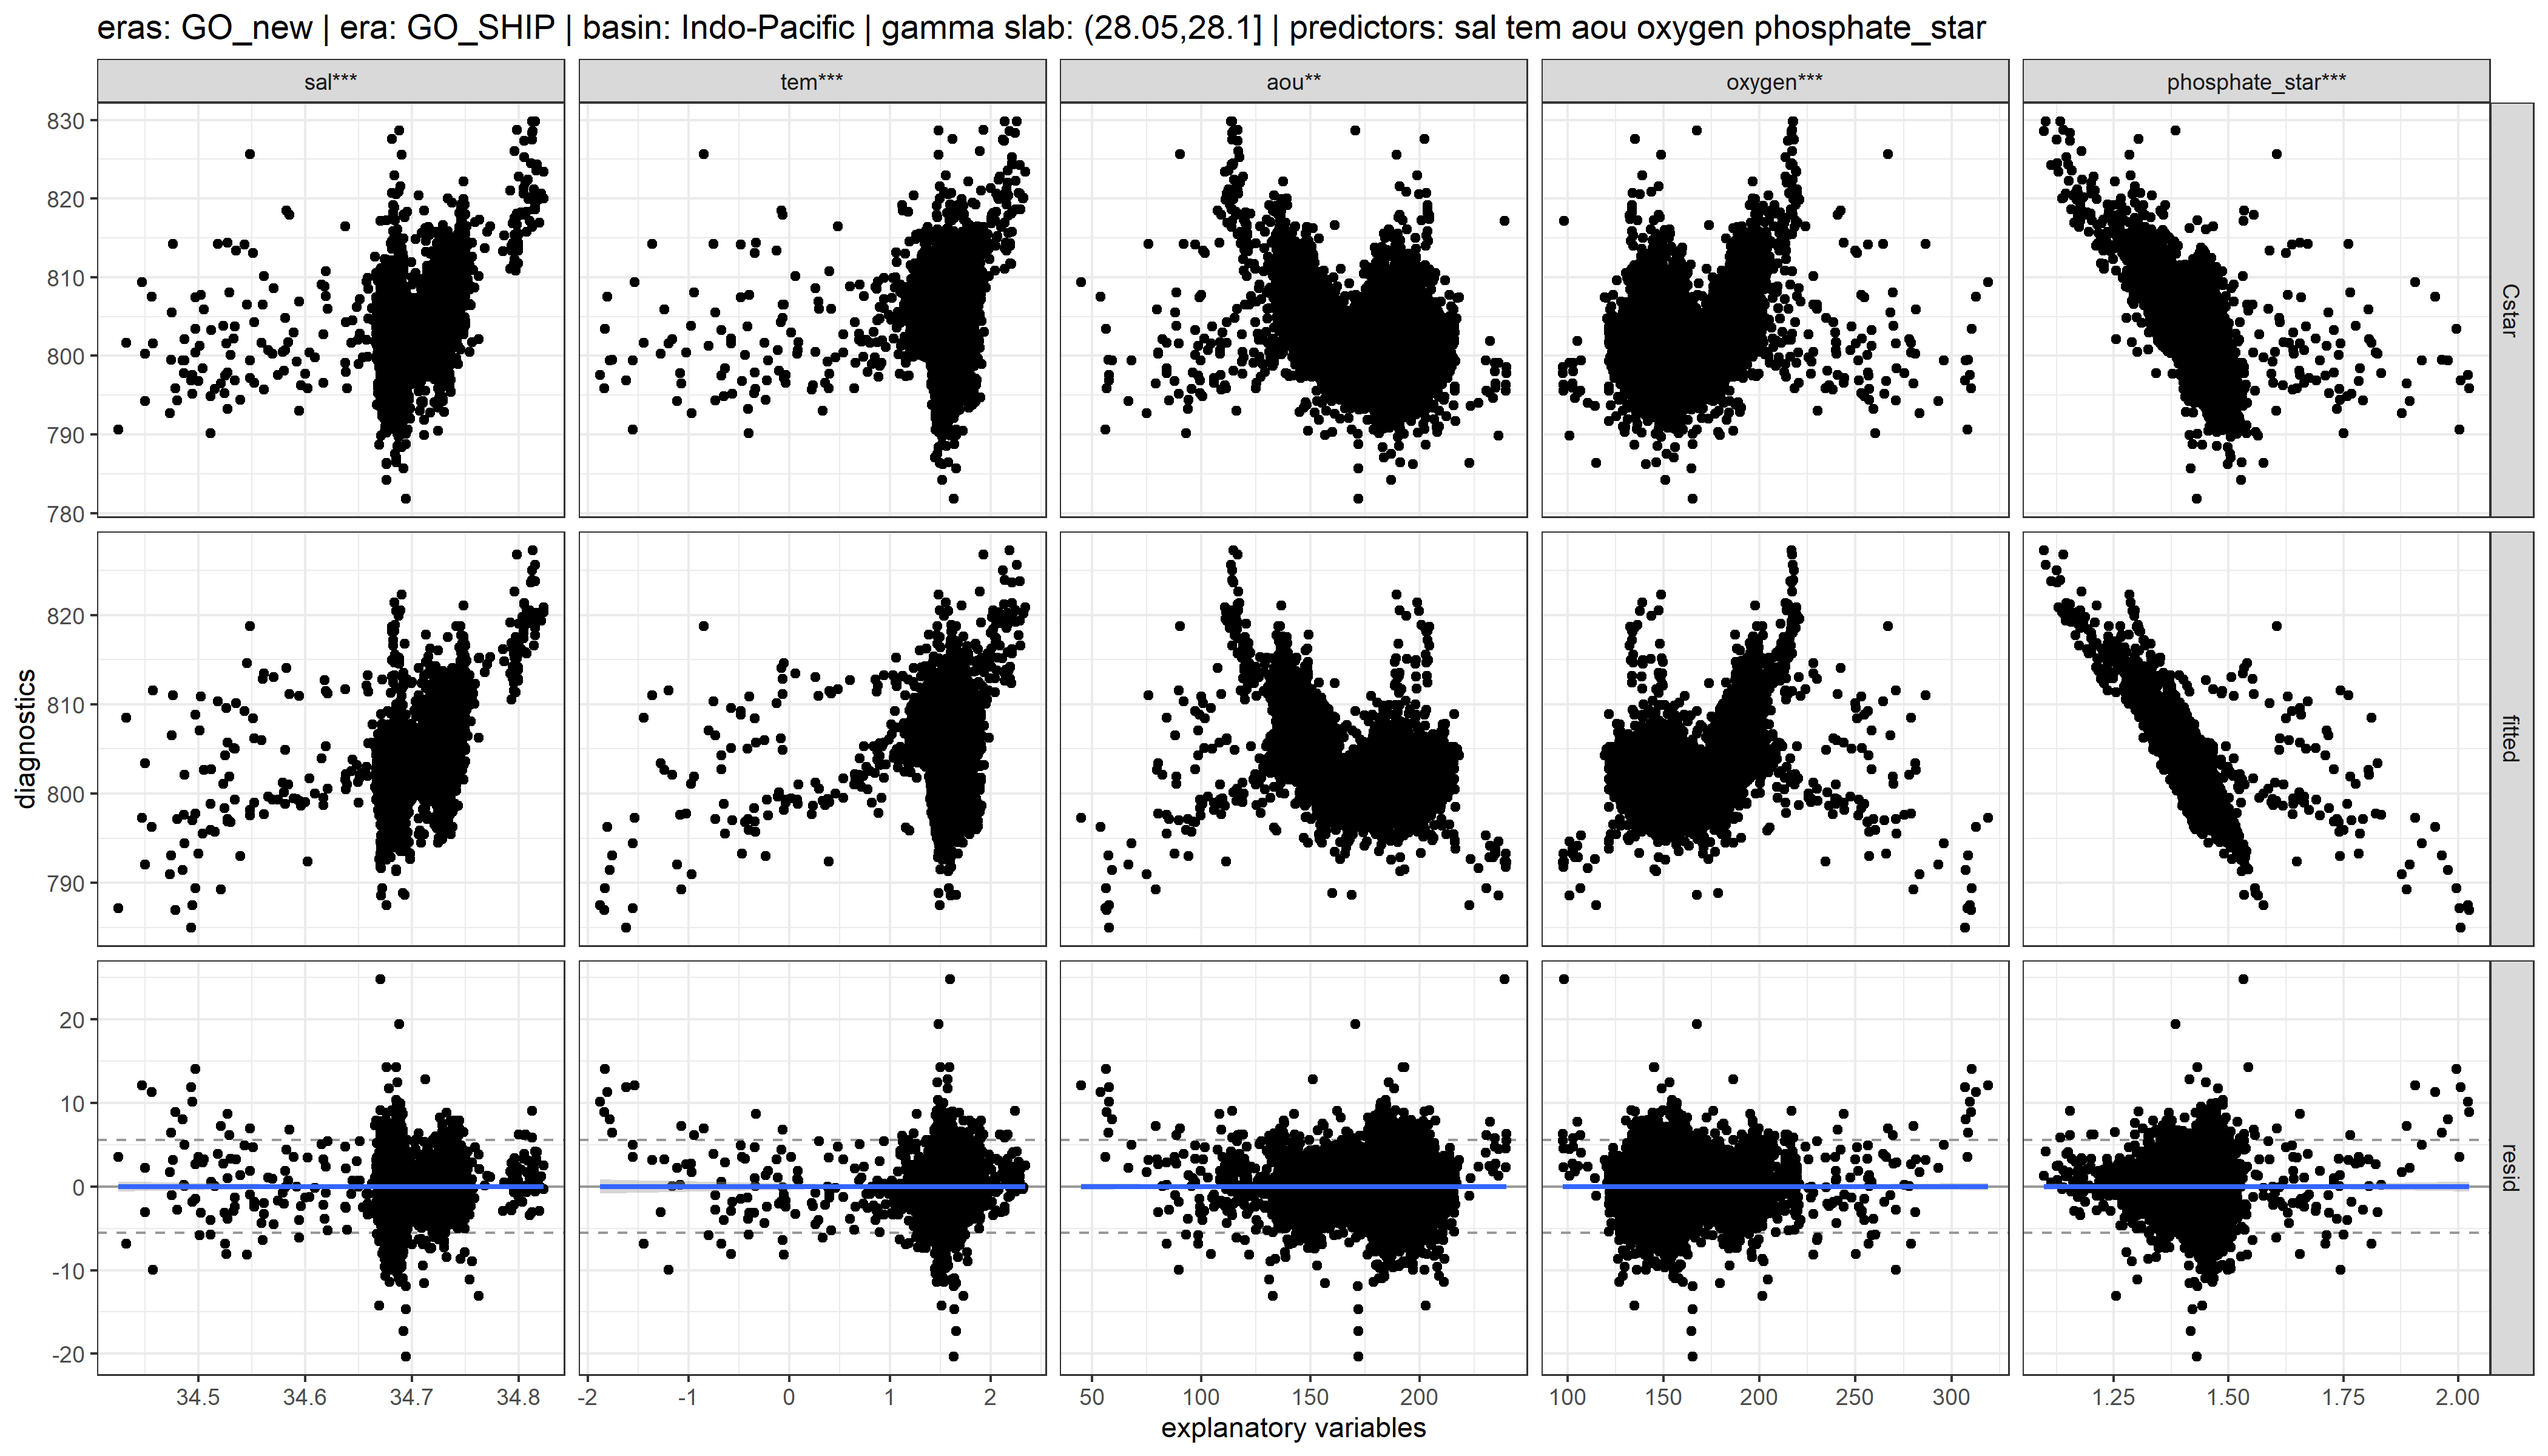 eras: GO_new | era: GO_SHIP | basin: Indo-Pacific | gamma slab: (28.05,28.1] | predictors: sal tem aou oxygen phosphate_star
sal*** tem*** aou** oxygen*** phosphate_star***
830
820
810
800
790
780
Cstar
820
810
800
790
fitted
diagnostics
20
10
0
-10
-20
resid
34.5 34.6 34.7 34.8 -2 -1 0 1 2 50 100 150 200 100 150 200 250 300 1.25 1.50 1.75 2.00
explanatory variables